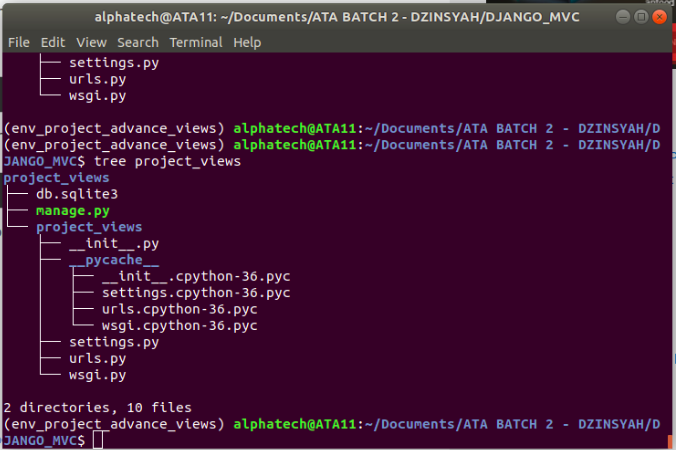 alphatech@ATA11: ~/Documents/ATA BATCH 2 - DZINSYAH/DJANGO_MVC
File Edit View Search Terminal Help
├── settings.py
├── urls.py
└── wsgi.py
(env_project_advance_views) alphatech@ATA11:~/Documents/ATA BATCH 2 - DZINSYAH/D
(env_project_advance_views) alphatech@ATA11:~/Documents/ATA BATCH 2 - DZINSYAH/D
JANGO_MVC$ tree project_views
project_views
├── db.sqlite3
├── manage.py
└── project_views
    ├── __init__.py
    ├── __pycache__
    │   ├── __init__.cpython-36.pyc
    │   ├── settings.cpython-36.pyc
    │   ├── urls.cpython-36.pyc
    │   └── wsgi.cpython-36.pyc
    ├── settings.py
    ├── urls.py
    └── wsgi.py
2 directories, 10 files
(env_project_advance_views) alphatech@ATA11:~/Documents/ATA BATCH 2 - DZINSYAH/D
JANGO_MVC$